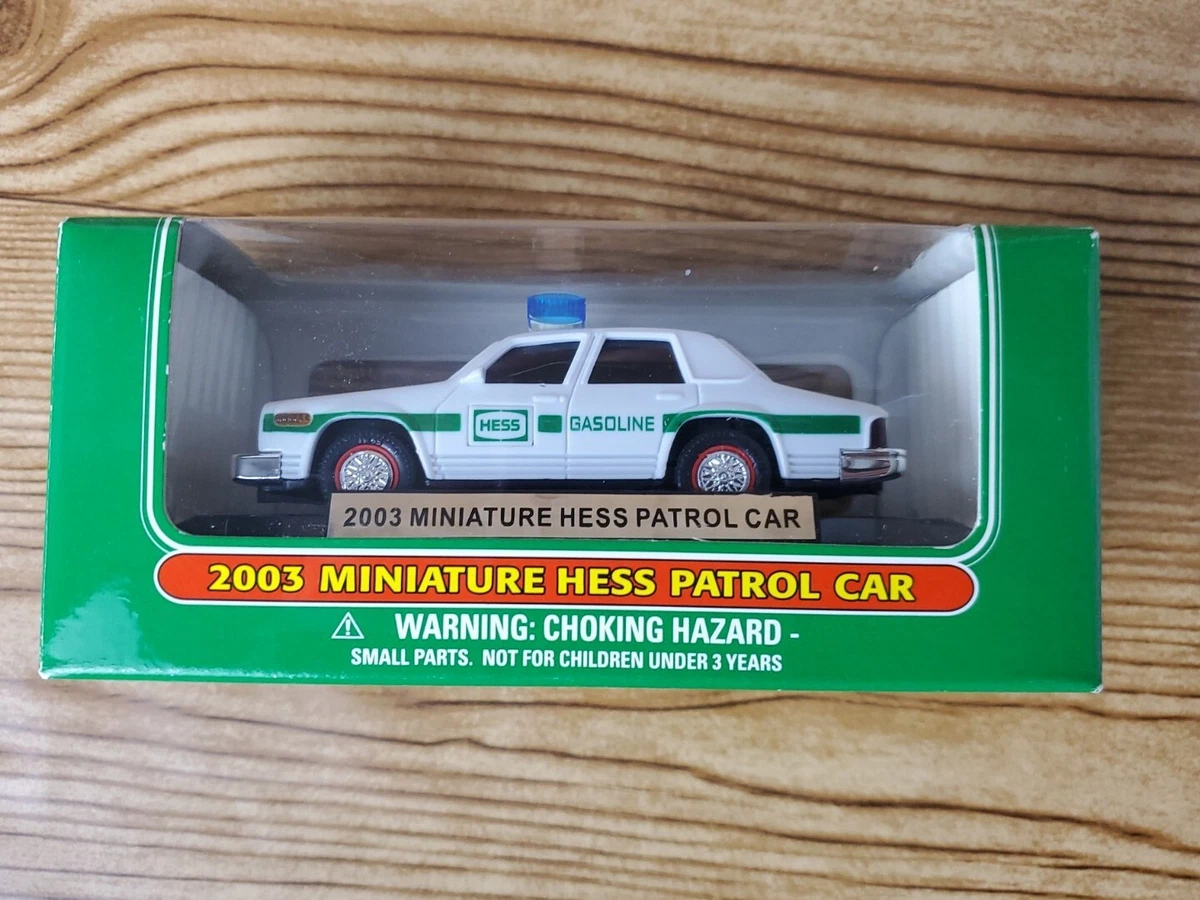 HESS GASOLINE
2003 MINIATURE HESS PATROL CAR
2003 MINIATURE HESS PATROL CAR
WARNING: CHOKING HAZARD -
SMALL PARTS. NOT FOR CHILDREN UNDER 3 YEARS